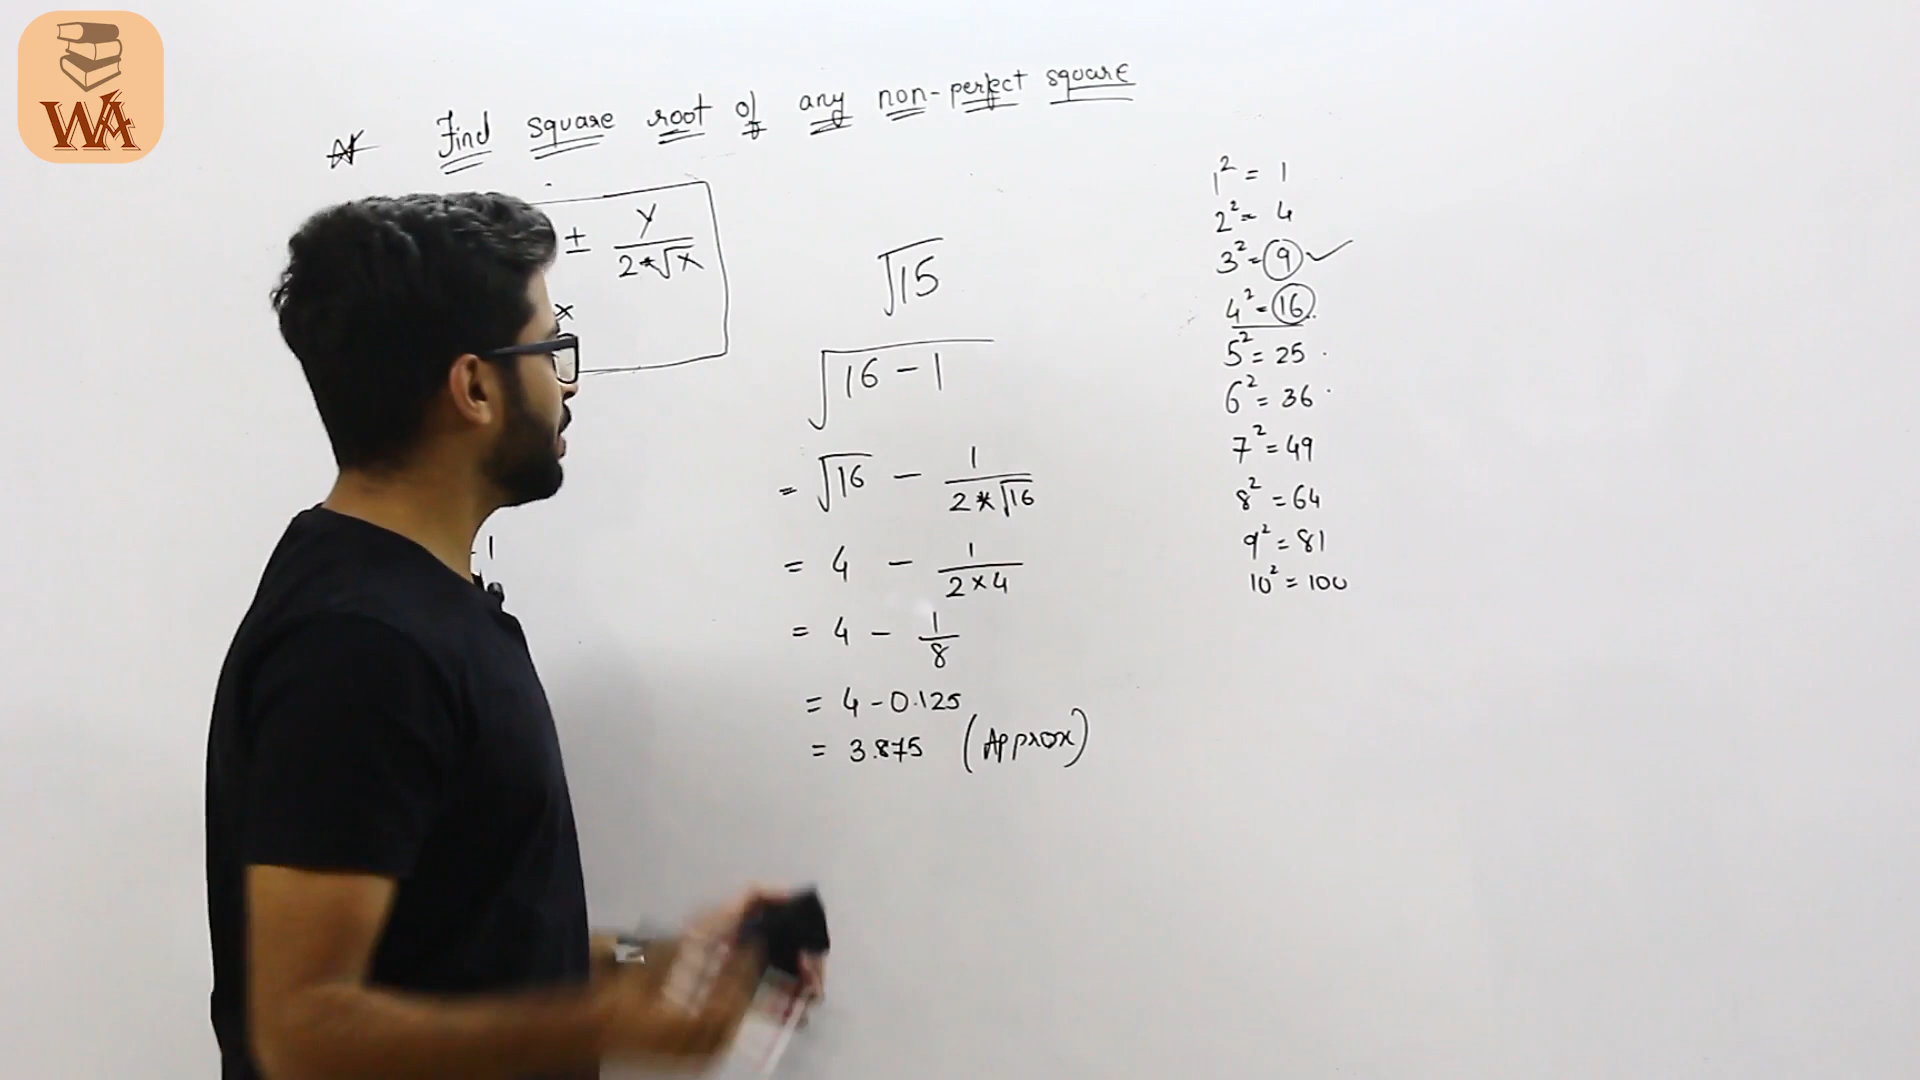 WA
Find square root of any non-perfect square
± y/(2*√x)
x
√15
√(16 - 1)
= √16 - 1/(2*√16)
= 4 - 1/(2×4)
= 4 - 1/8
= 4 - 0.125
= 3.875 (Approx)
-1
1² = 1
2² = 4
3² = 9 ✓
4² = 16
5² = 25
6² = 36
7² = 49
8² = 64
9² = 81
10² = 100